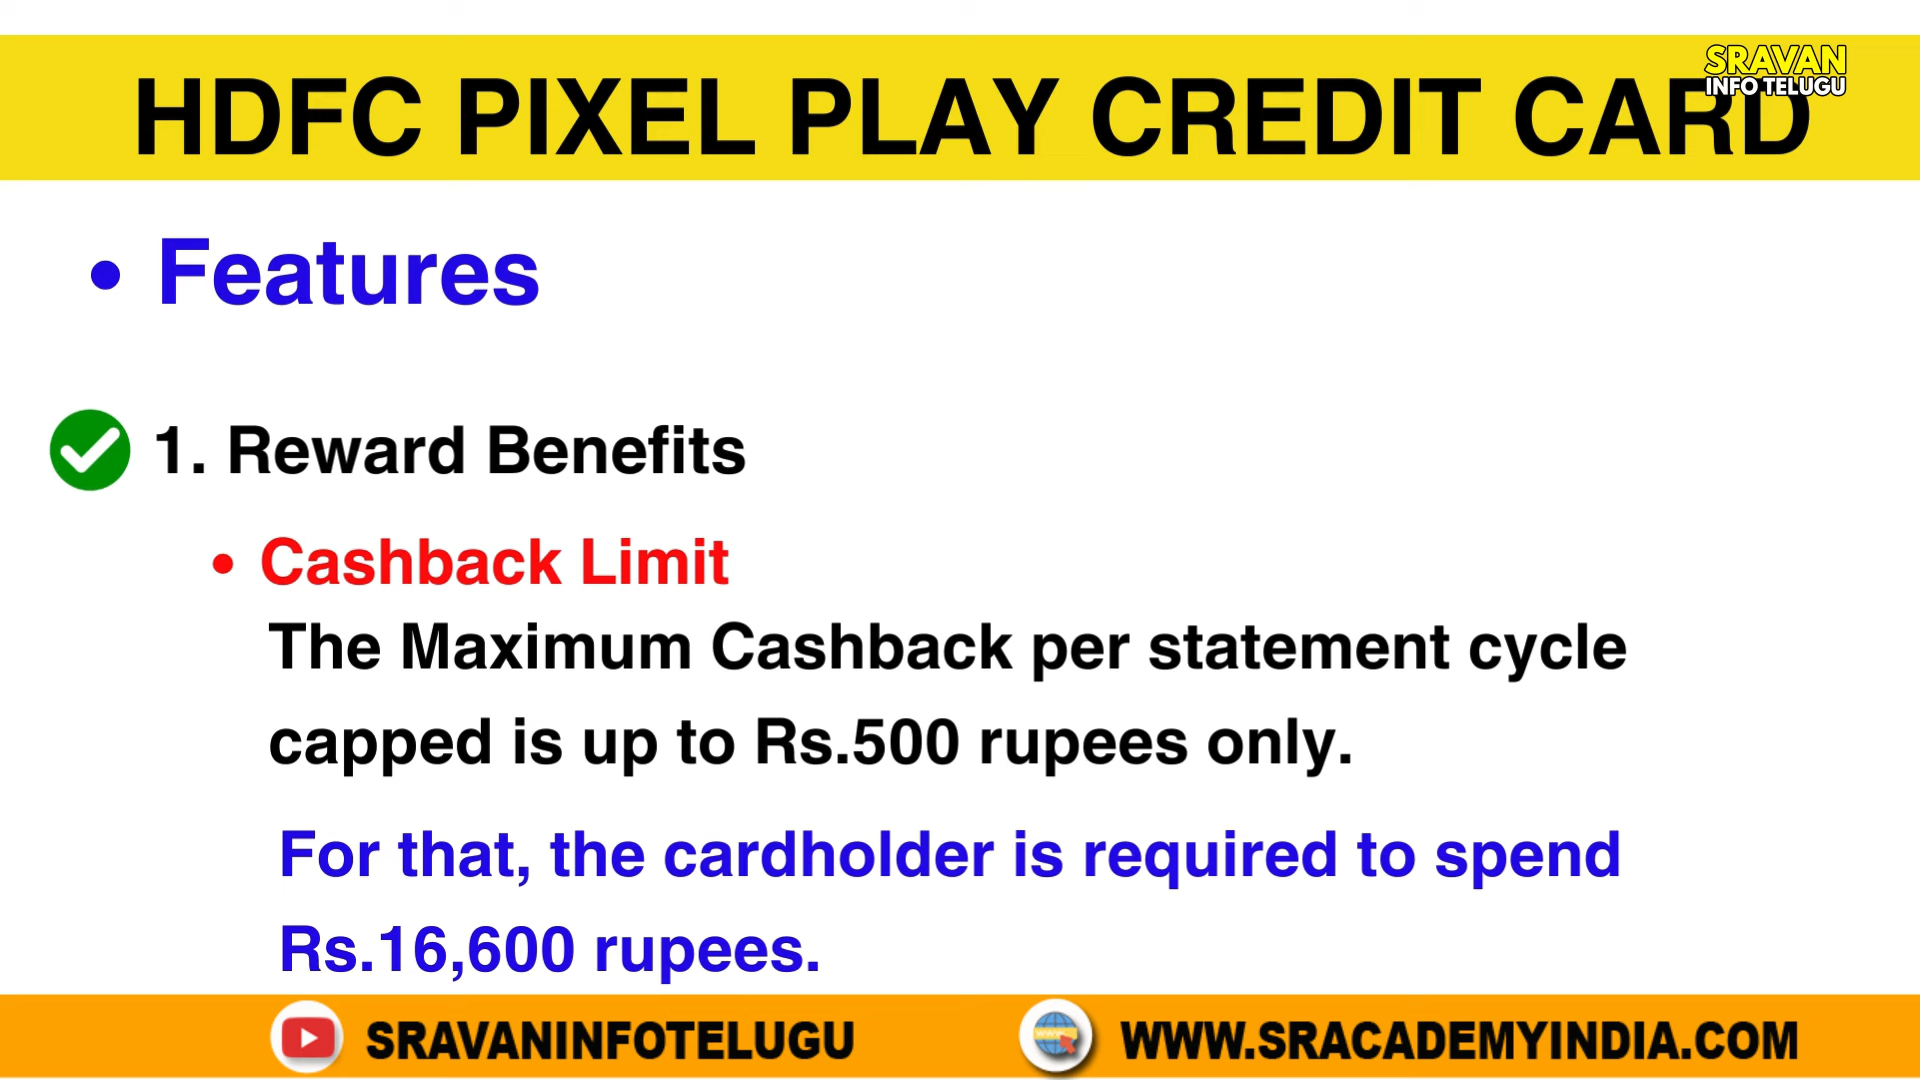 SRAVAN
INFO TELUGU
HDFC PIXEL PLAY CREDIT CARD
• Features
1. Reward Benefits
• Cashback Limit
The Maximum Cashback per statement cycle
capped is up to Rs.500 rupees only.
For that, the cardholder is required to spend
Rs.16,600 rupees.
SRAVANINFOTELUGU
WWW.SRACADEMYINDIA.COM